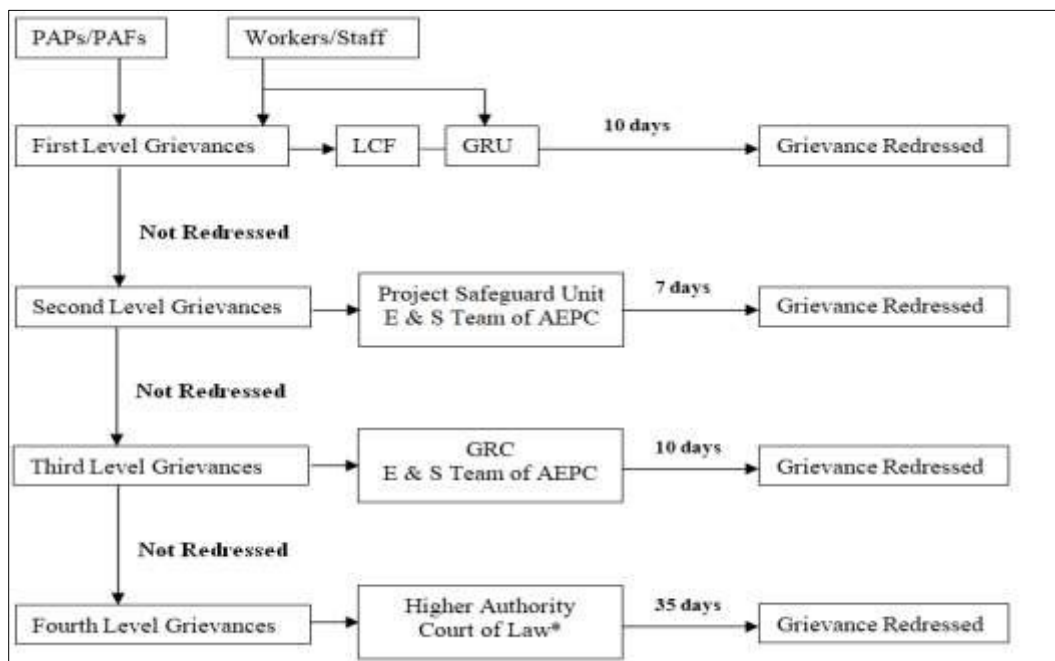 PAPs/PAFs
Workers/Staff
First Level Grievances
LCF
GRU
10 days
Grievance Redressed
Not Redressed
Second Level Grievances
Project Safeguard Unit
E & S Team of AEPC
7 days
Grievance Redressed
Not Redressed
Third Level Grievances
GRC
E & S Team of AEPC
10 days
Grievance Redressed
Not Redressed
Fourth Level Grievances
Higher Authority
Court of Law*
35 days
Grievance Redressed